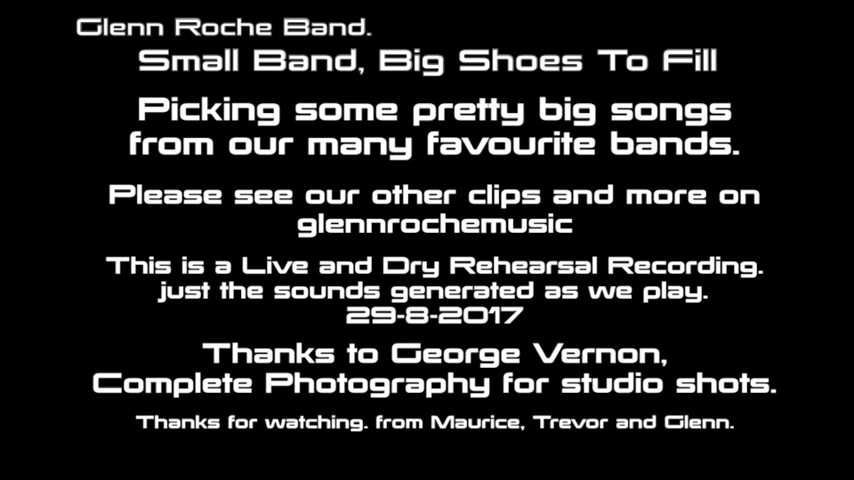 Glenn Roche Band.
Small Band, Big Shoes To Fill
Picking some pretty big songs
from our many favourite bands.
Please see our other clips and more on
glennrochemusic
This is a Live and Dry Rehearsal Recording.
just the sounds generated as we play.
29-8-2017
Thanks to George Vernon,
Complete Photography for studio shots.
Thanks for watching. from Maurice, Trevor and Glenn.